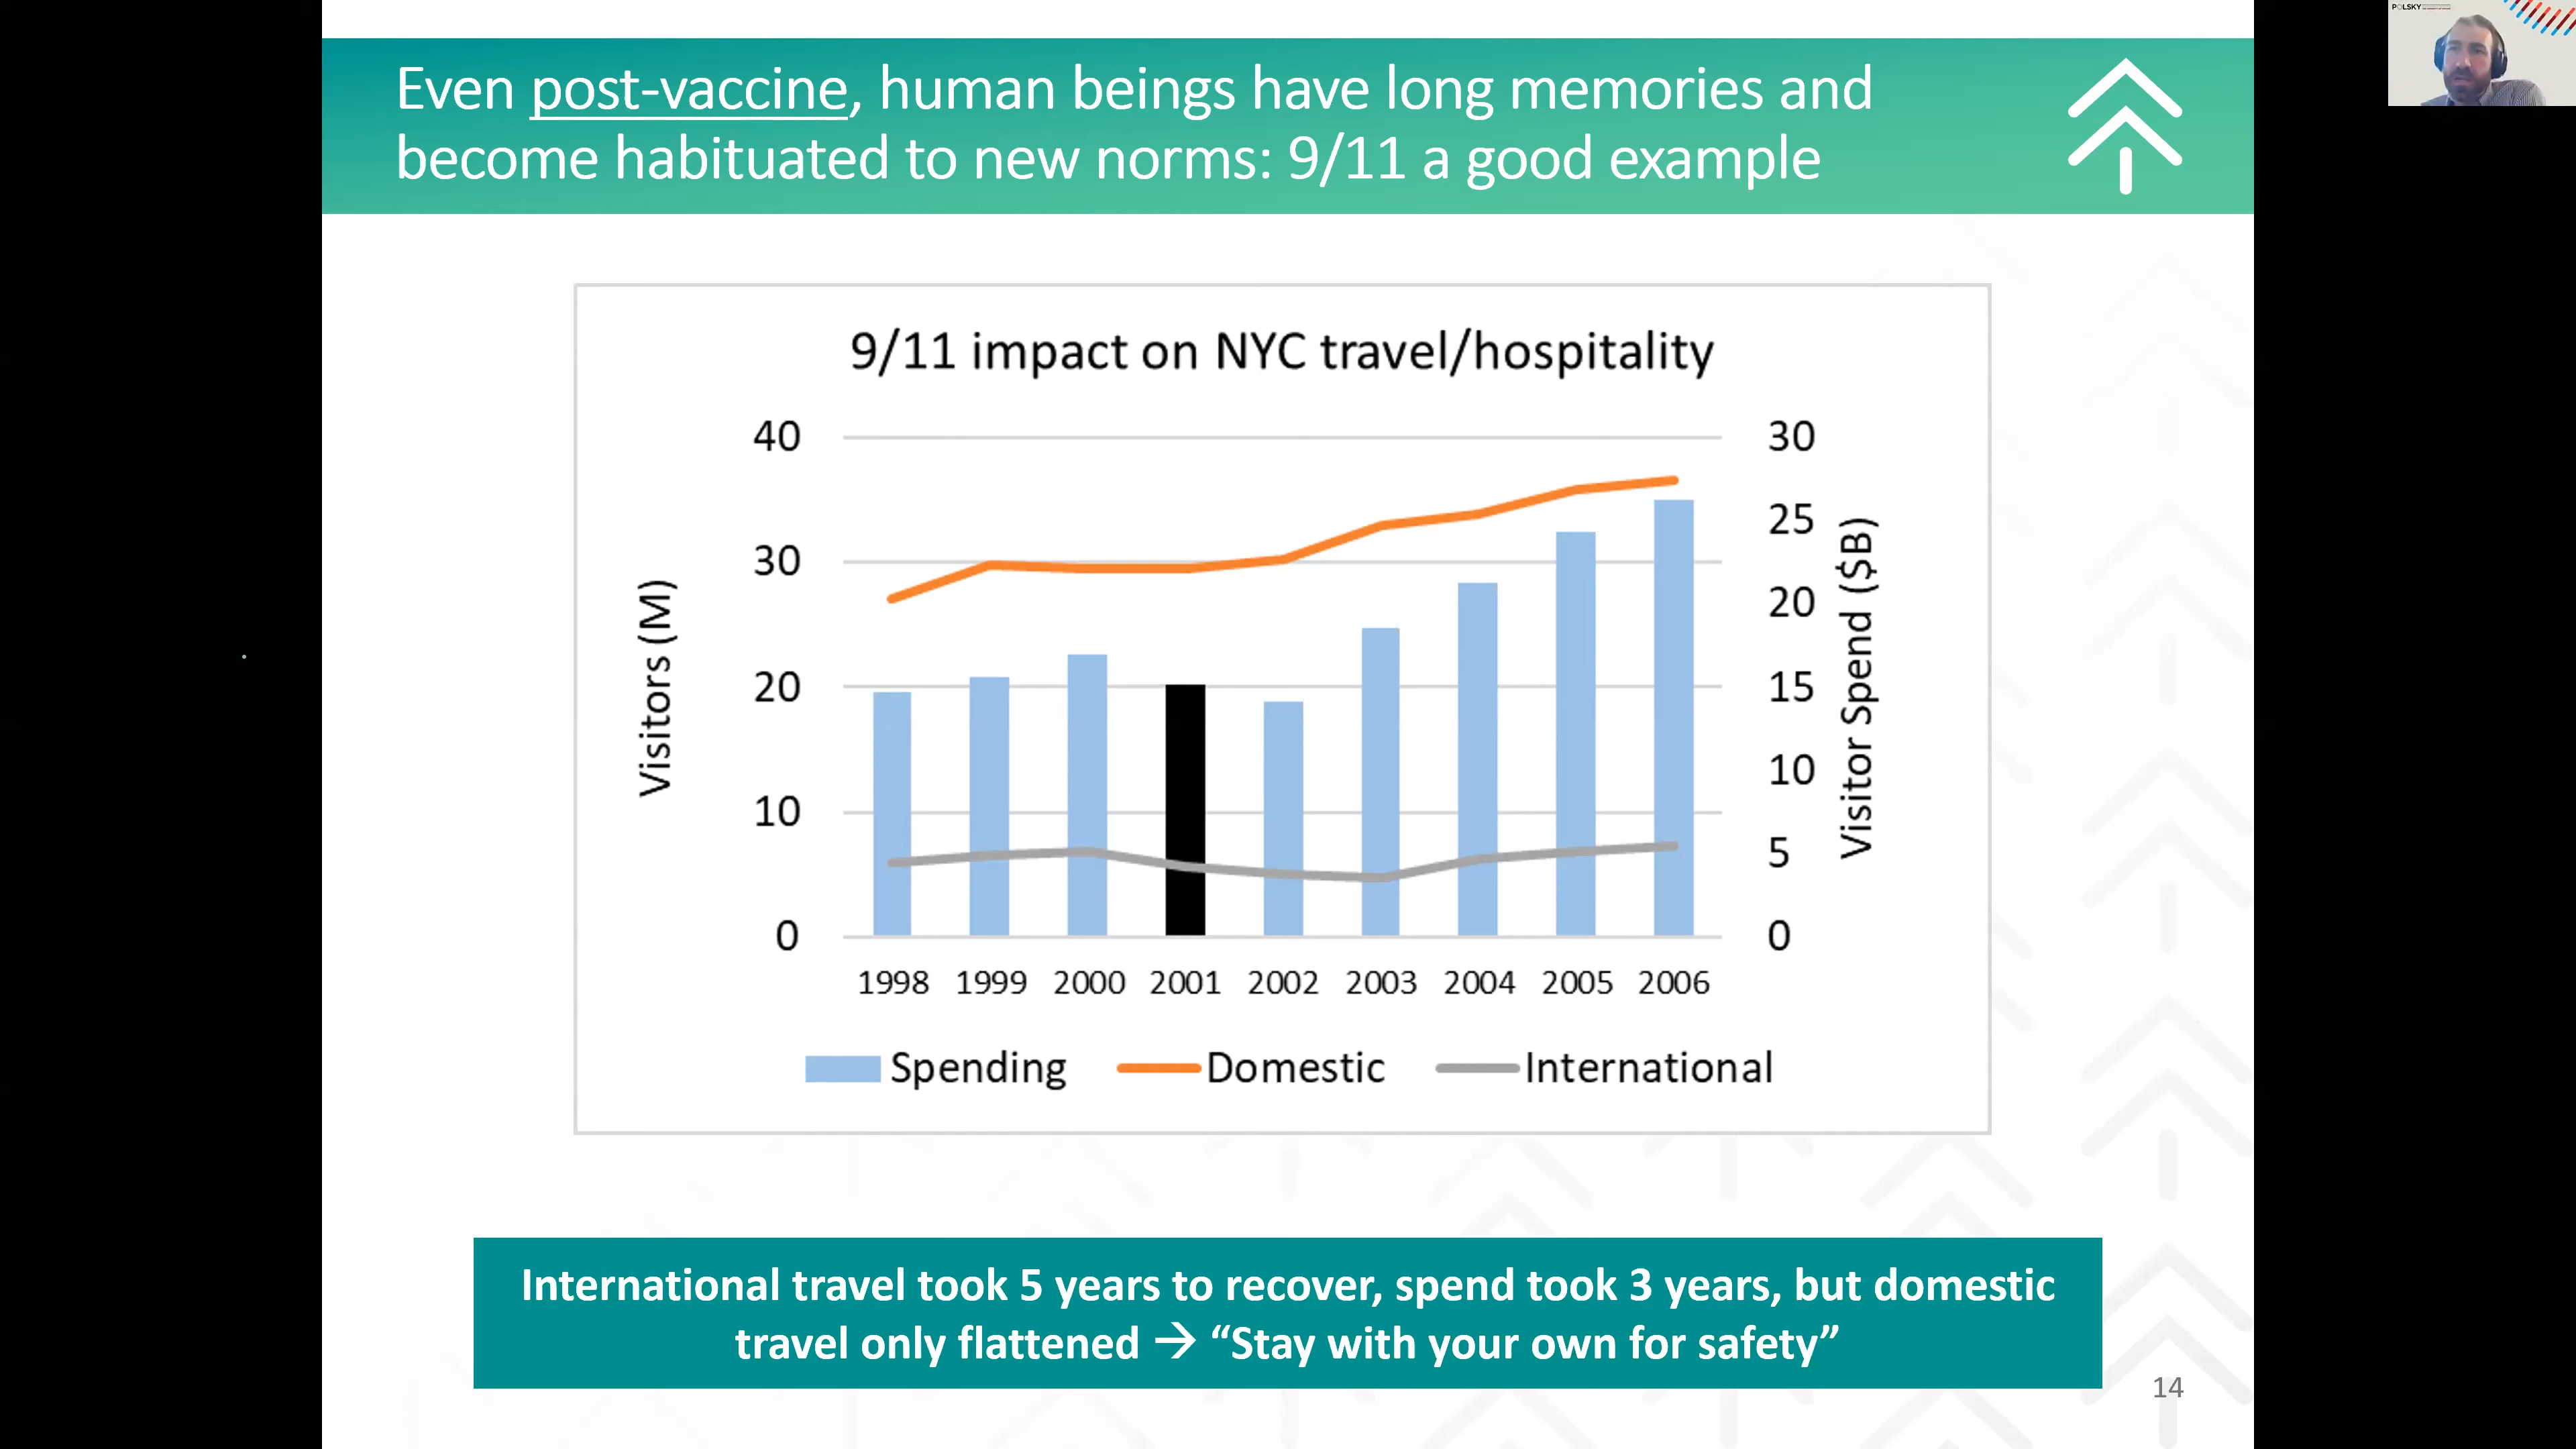 POLSKY
Even post-vaccine, human beings have long memories and
become habituated to new norms: 9/11 a good example
9/11 impact on NYC travel/hospitality
Visitors (M)
40
30
20
10
0
30
25
20
15
10
5
0
Visitor Spend ($B)
1998 1999 2000 2001 2002 2003 2004 2005 2006
Spending Domestic International
International travel took 5 years to recover, spend took 3 years, but domestic
travel only flattened → “Stay with your own for safety”
14